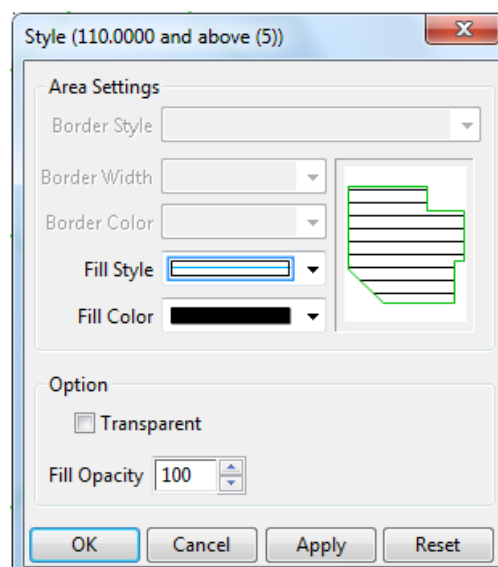 Style (110.0000 and above (5))
Area Settings
Border Style
Border Width
Border Color
Fill Style
Fill Color
Option
Transparent
Fill Opacity 100
OK Cancel Apply Reset